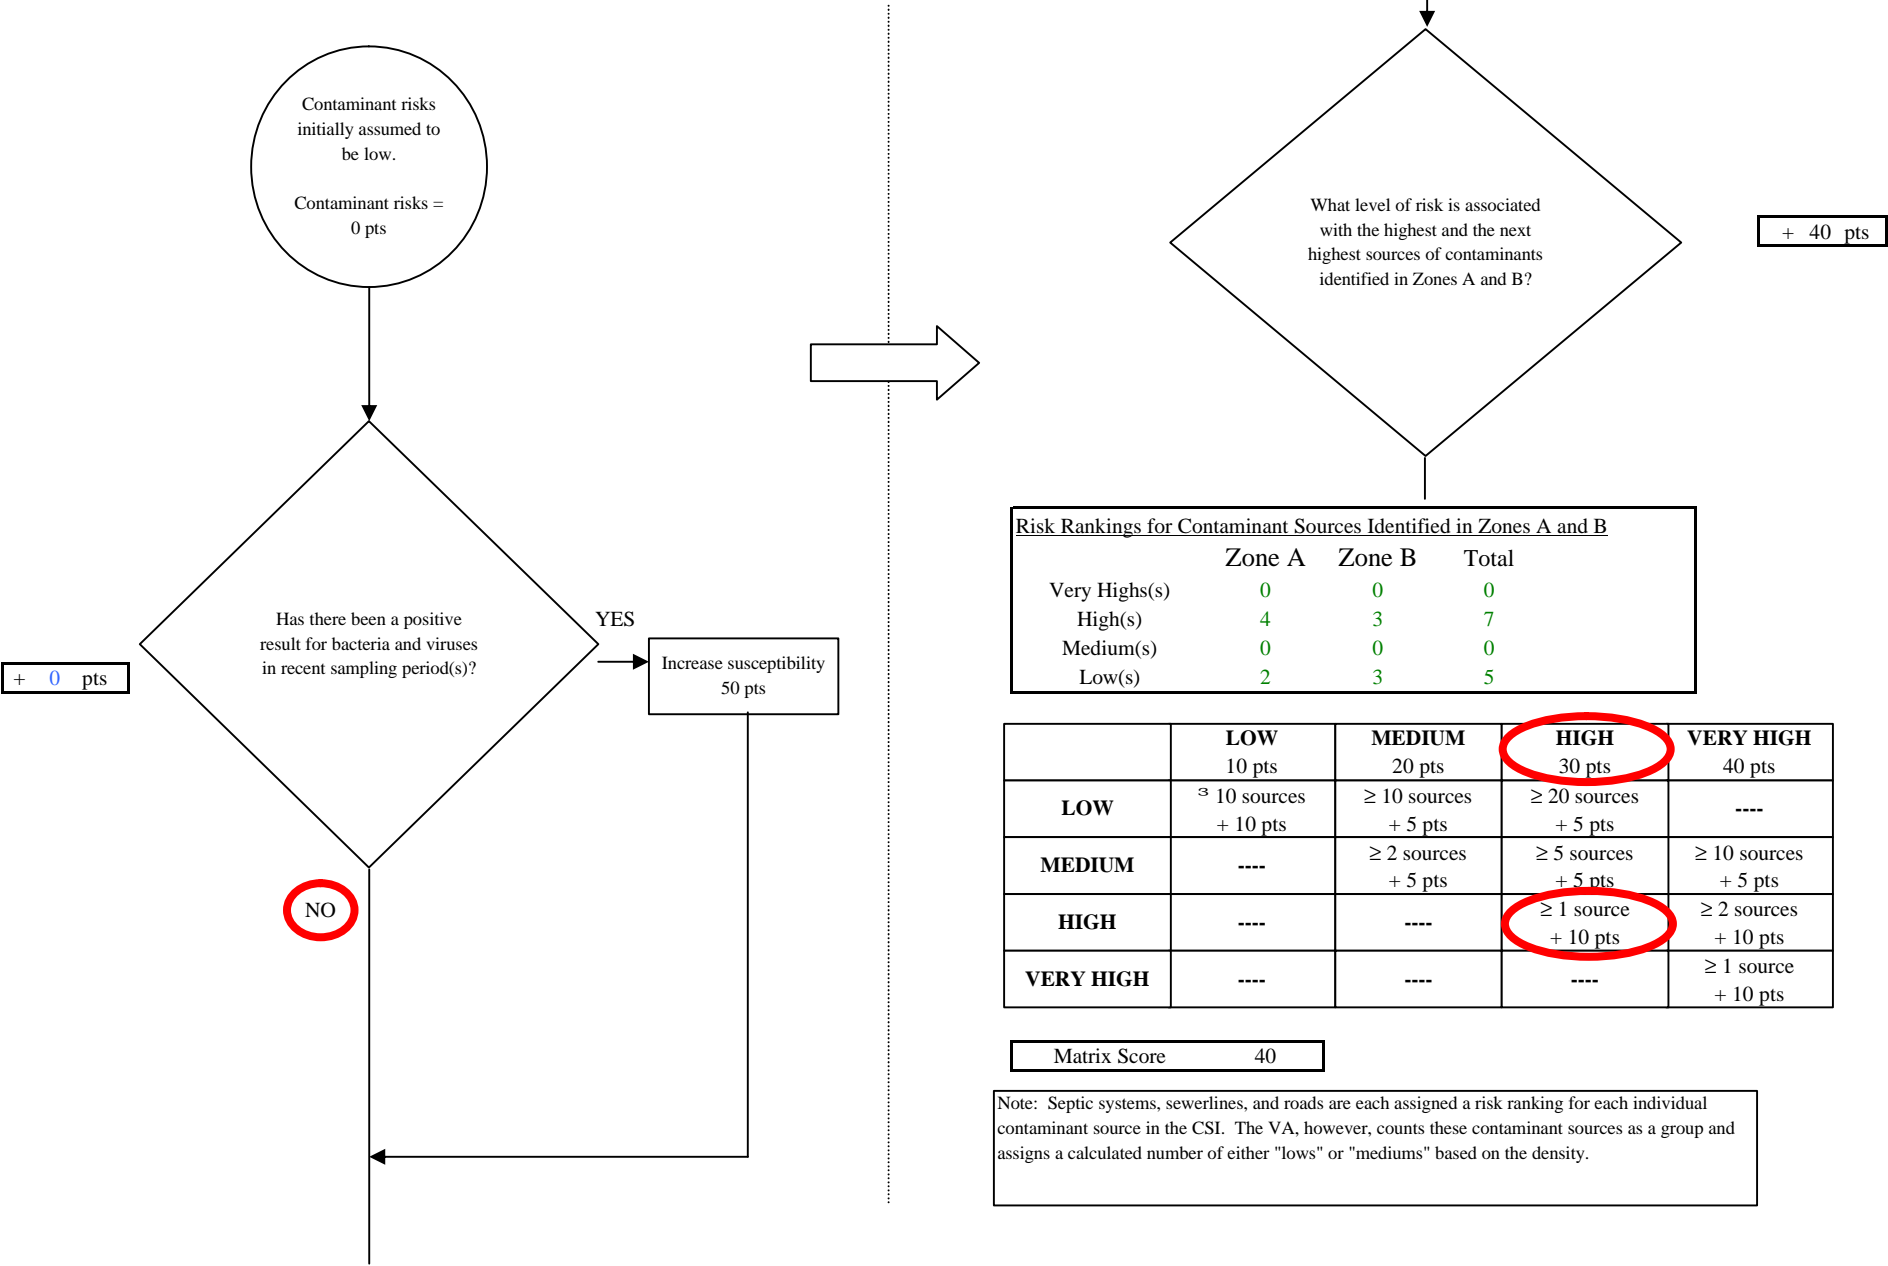 Contaminant risks
initially assumed to
be low.
Contaminant risks =
0 pts
Has there been a positive
result for bacteria and viruses
in recent sampling period(s)?
+ 0 pts
YES
Increase susceptibility
50 pts
NO
What level of risk is associated
with the highest and the next
highest sources of contaminants
identified in Zones A and B?
+ 40 pts
Risk Rankings for Contaminant Sources Identified in Zones A and B
Zone A Zone B Total
Very Highs(s) 0 0 0
High(s) 4 3 7
Medium(s) 0 0 0
Low(s) 2 3 5
LOW MEDIUM HIGH VERY HIGH
10 pts 20 pts 30 pts 40 pts
LOW ³ 10 sources ≥ 10 sources ≥ 20 sources ----
+ 10 pts + 5 pts + 5 pts
MEDIUM ---- ≥ 2 sources ≥ 5 sources ≥ 10 sources
+ 5 pts + 5 pts + 5 pts
HIGH ---- ---- ≥ 1 source ≥ 2 sources
+ 10 pts + 10 pts
VERY HIGH ---- ---- ---- ≥ 1 source
+ 10 pts
Matrix Score 40
Note: Septic systems, sewerlines, and roads are each assigned a risk ranking for each individual
contaminant source in the CSI. The VA, however, counts these contaminant sources as a group and
assigns a calculated number of either "lows" or "mediums" based on the density.